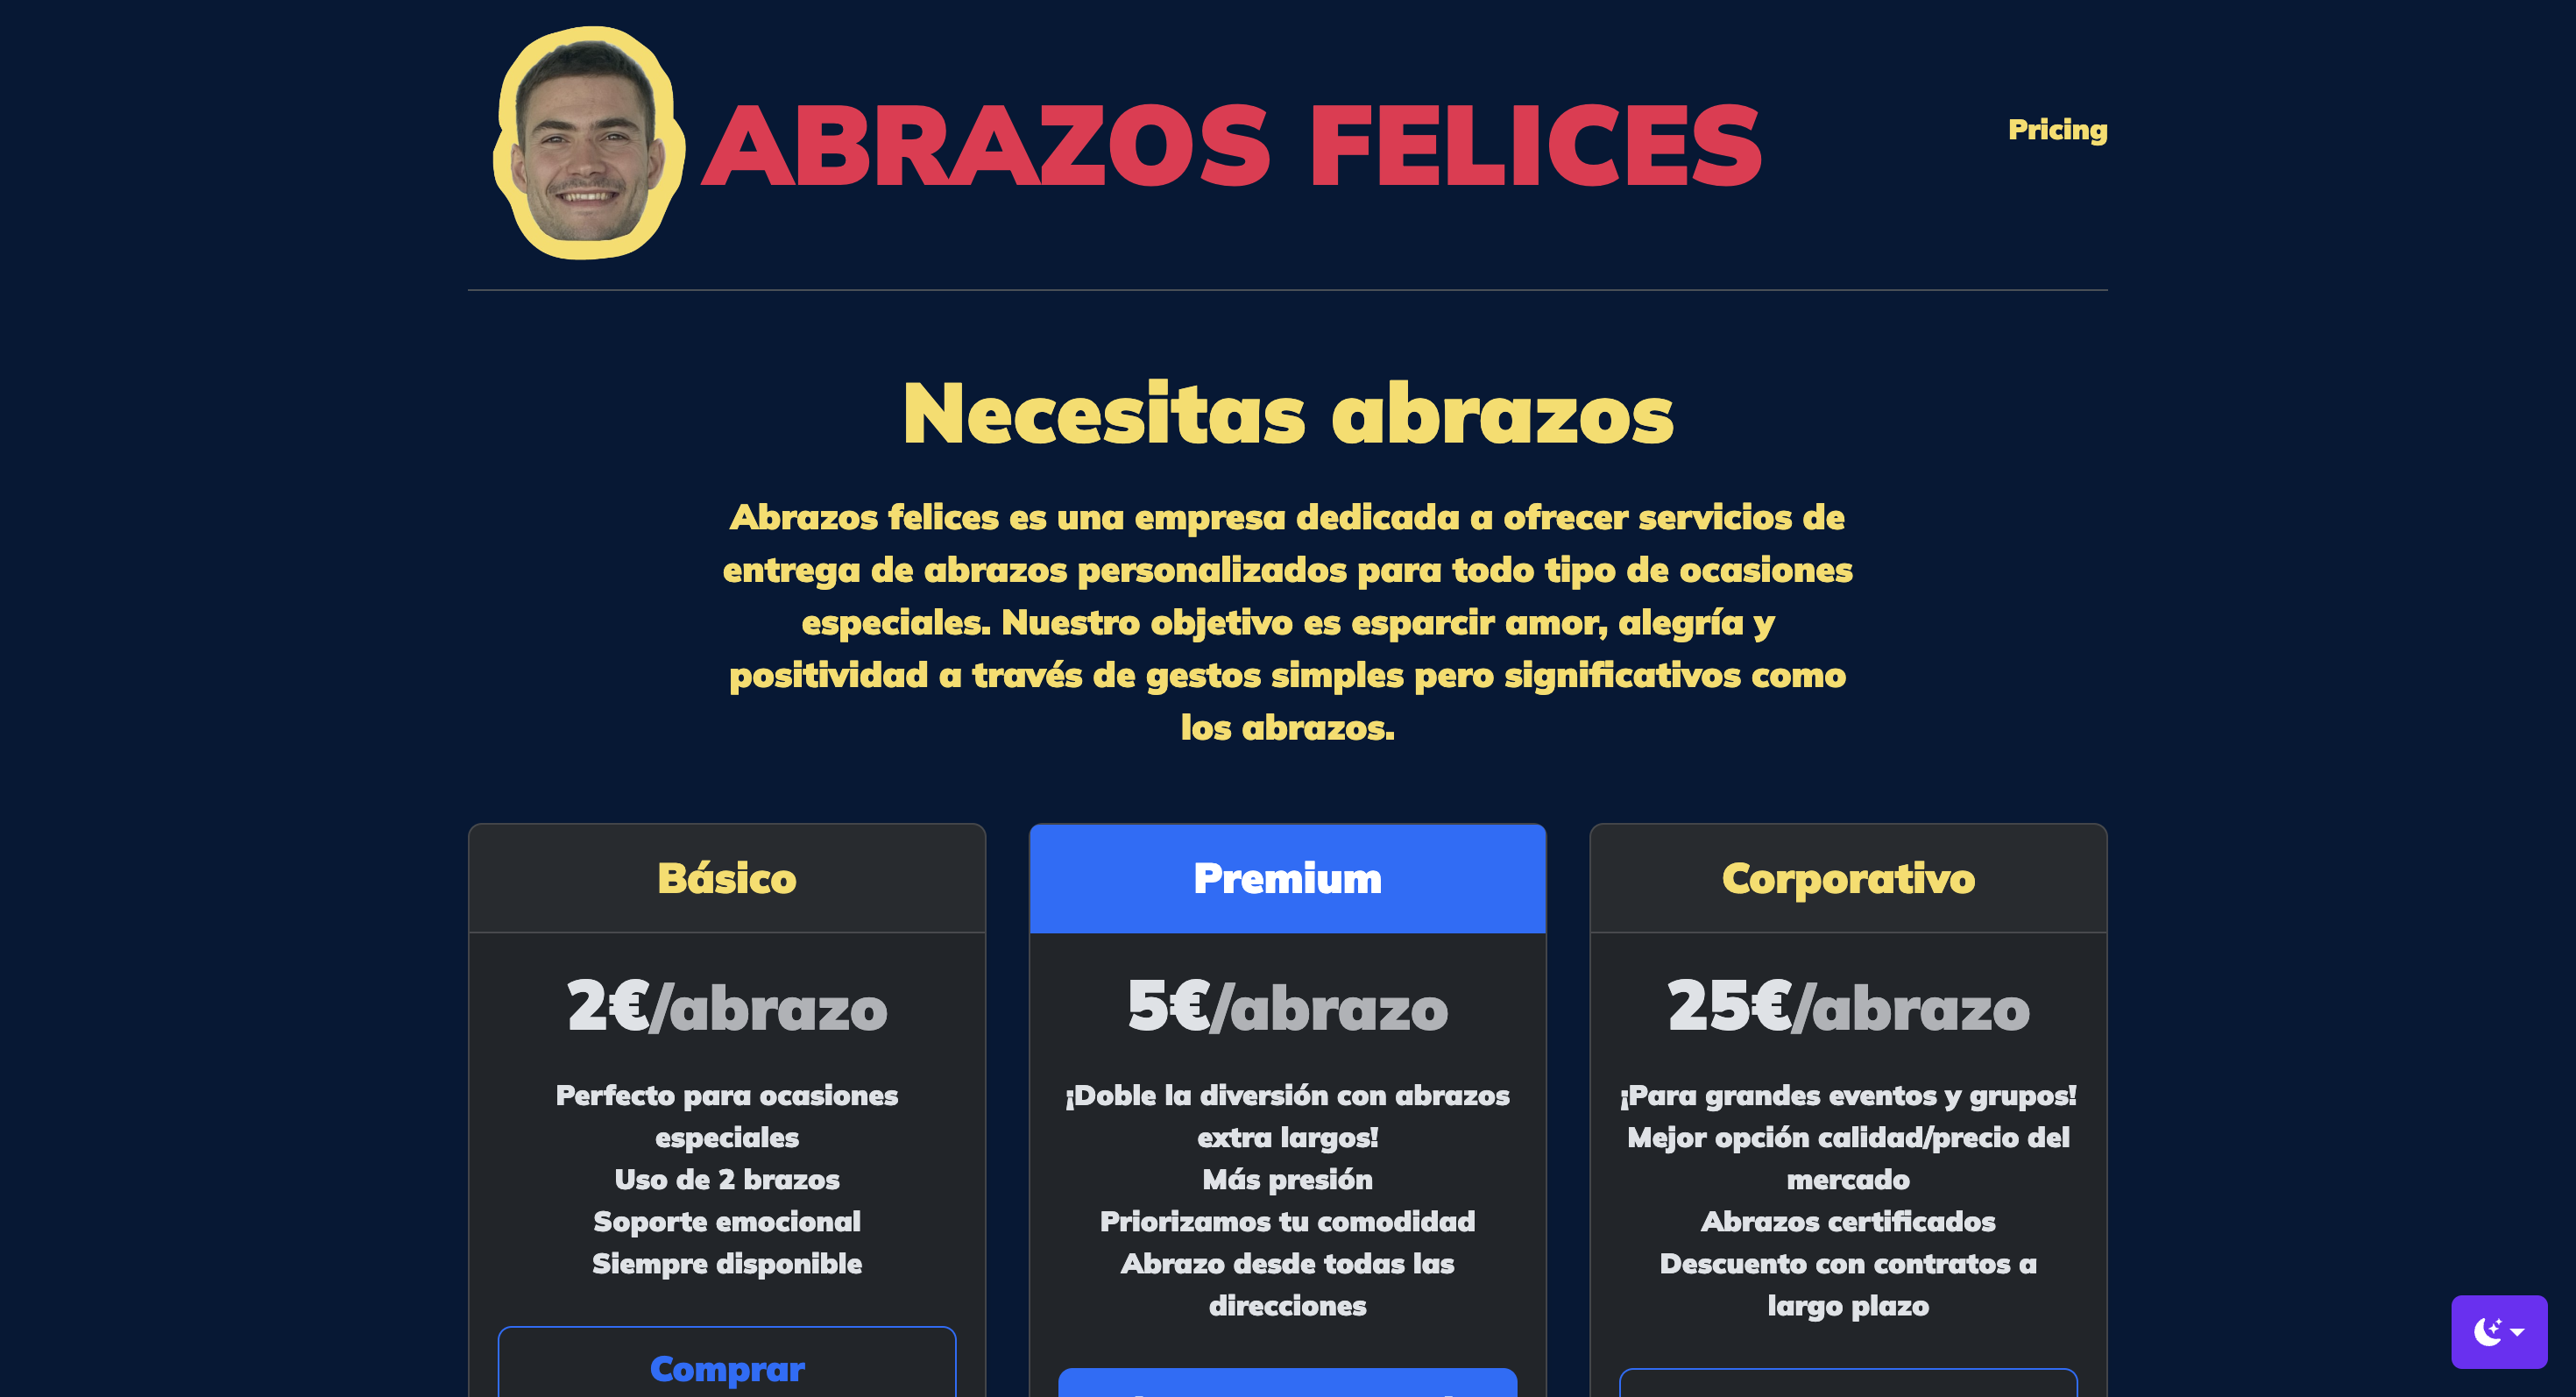 ABRAZOS FELICES
Pricing
Necesitas abrazos
Abrazos felices es una empresa dedicada a ofrecer servicios de
entrega de abrazos personalizados para todo tipo de ocasiones
especiales. Nuestro objetivo es esparcir amor, alegría y
positividad a través de gestos simples pero significativos como
los abrazos.
Básico
2€/abrazo
Perfecto para ocasiones
especiales
Uso de 2 brazos
Soporte emocional
Siempre disponible
Comprar
Premium
5€/abrazo
¡Doble la diversión con abrazos
extra largos!
Más presión
Priorizamos tu comodidad
Abrazo desde todas las
direcciones
Corporativo
25€/abrazo
¡Para grandes eventos y grupos!
Mejor opción calidad/precio del
mercado
Abrazos certificados
Descuento con contratos a
largo plazo